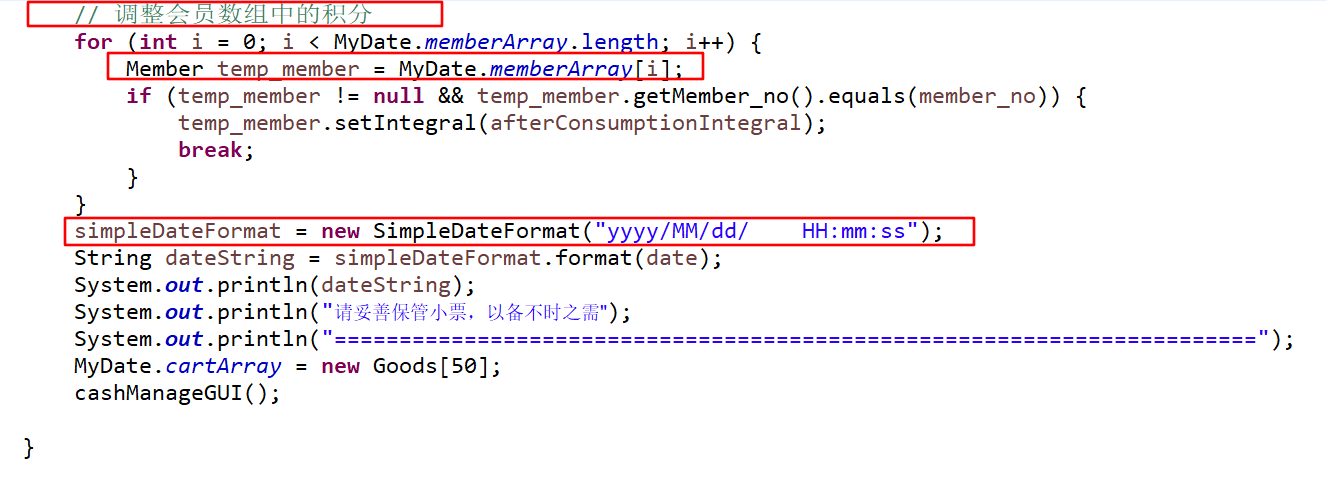 // 调整会员数组中的积分
for (int i = 0; i < MyDate.memberArray.length; i++) {
Member temp_member = MyDate.memberArray[i];
if (temp_member != null && temp_member.getMember_no().equals(member_no)) {
temp_member.setIntegral(afterConsumptionIntegral);
break;
}
}
simpleDateFormat = new SimpleDateFormat("yyyy/MM/dd/    HH:mm:ss");
String dateString = simpleDateFormat.format(date);
System.out.println(dateString);
System.out.println("请妥善保管小票，以备不时之需");
System.out.println("=======================================================================");
MyDate.cartArray = new Goods[50];
cashManageGUI();
}